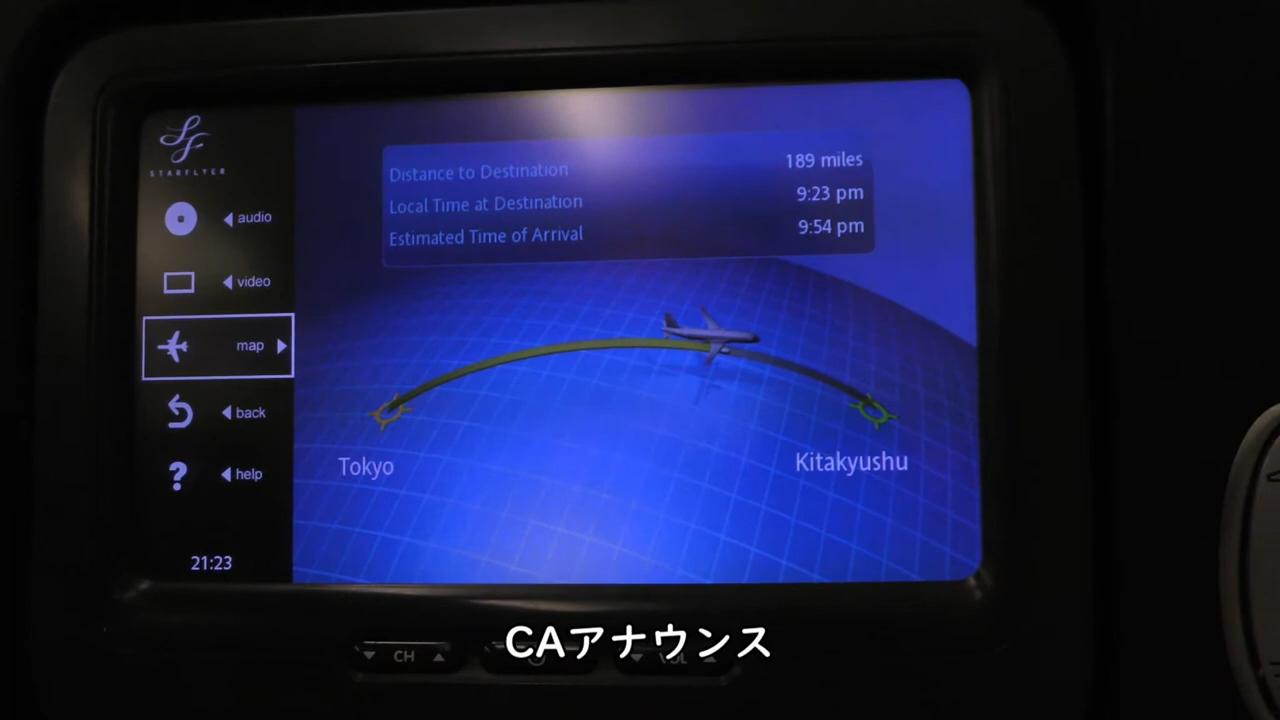 STARFLYER
audio
video
map
back
help
21:23
Distance to Destination 189 miles
Local Time at Destination 9:23 pm
Estimated Time of Arrival 9:54 pm
Tokyo
Kitakyushu
CAアナウンス
CH
VOL